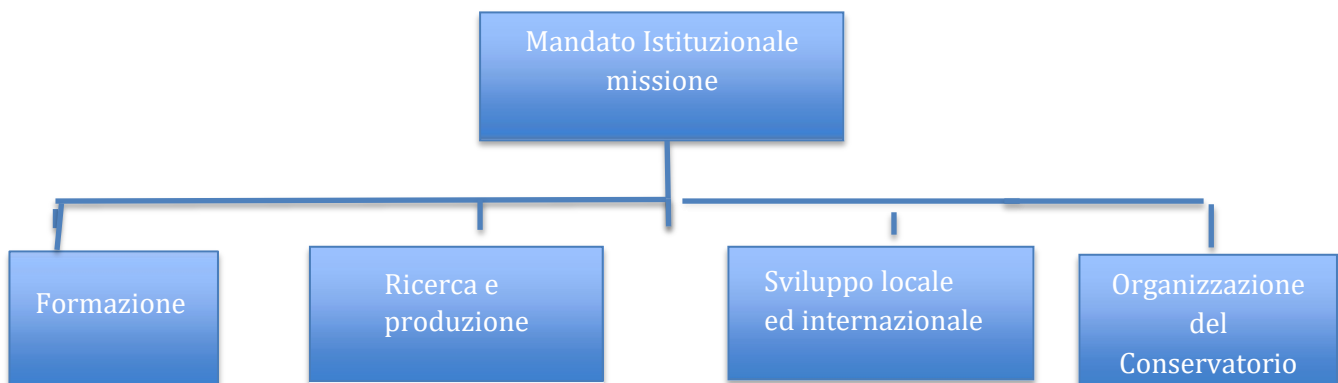 Mandato Istituzionale
missione
Formazione
Ricerca e
produzione
Sviluppo locale
ed internazionale
Organizzazione
del
Conservatorio